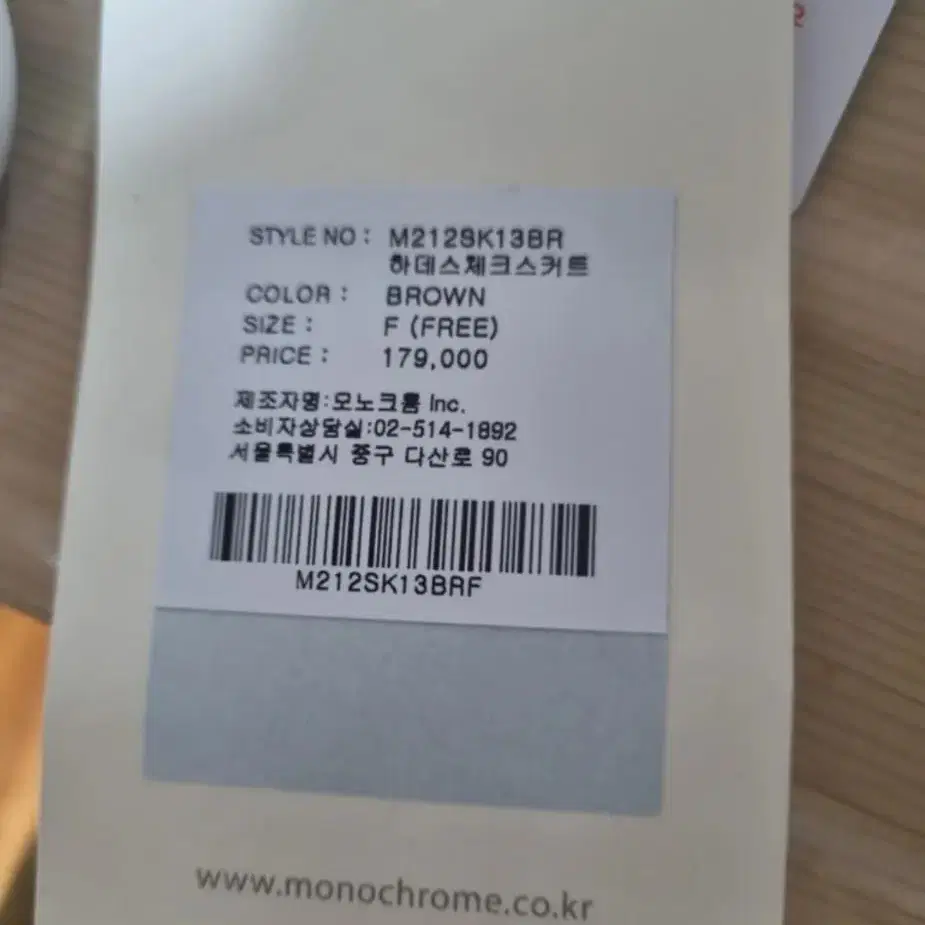 STYLE NO : M212SK13BR
하데스체크스커트
COLOR : BROWN
SIZE : F (FREE)
PRICE : 179,000
제조자명:모노크롬 Inc.
소비자상담실:02-514-1892
서울특별시 중구 다산로 90
M212SK13BRF
www.monochrome.co.kr